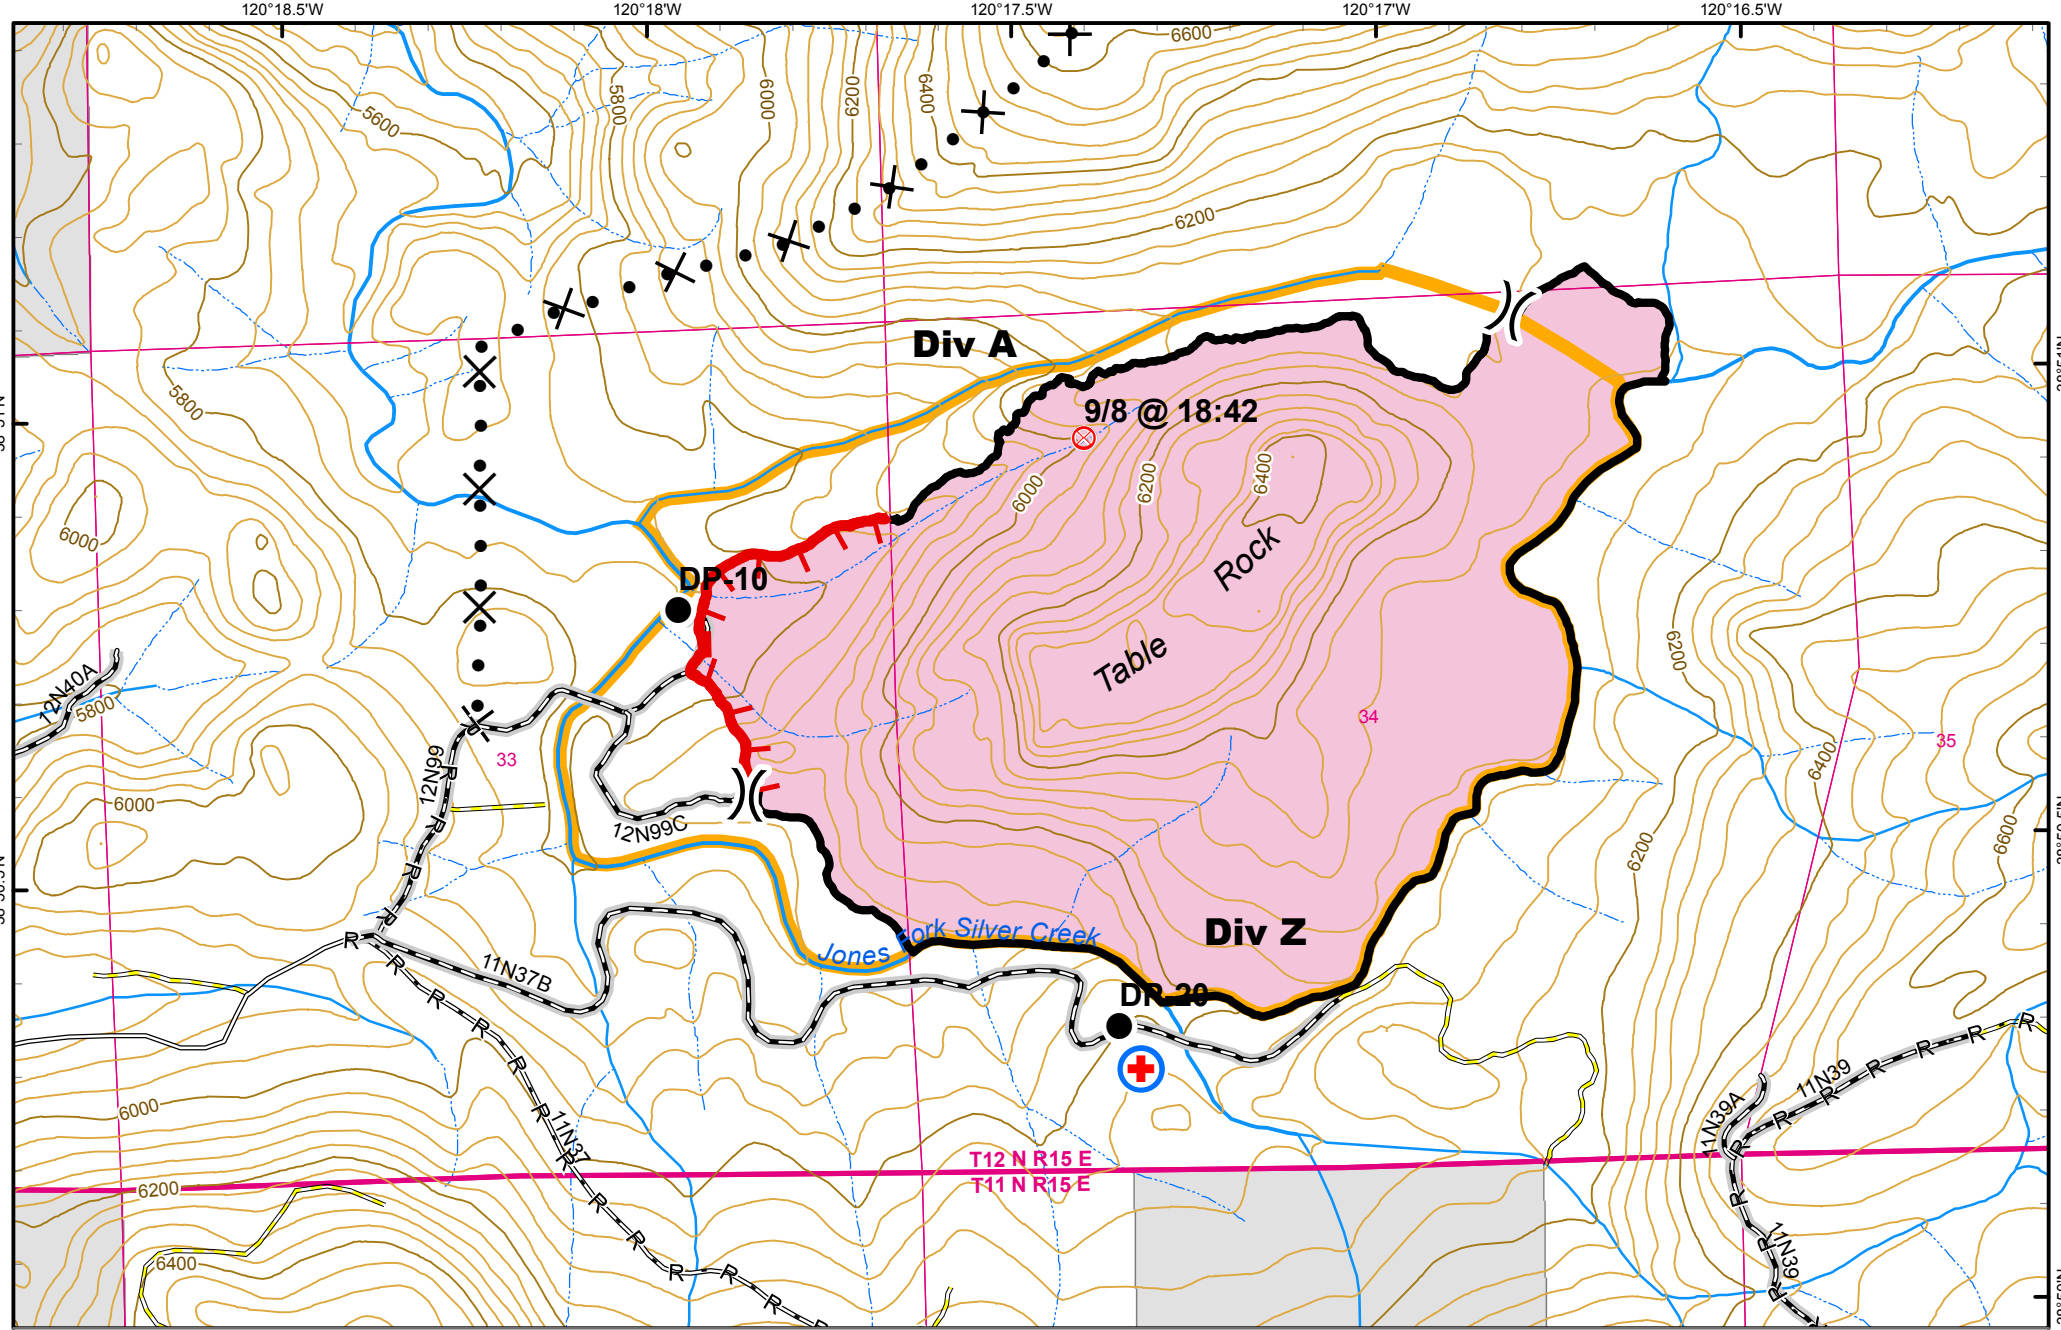 120°18.5'W
120°18'W
120°17.5'W
120°17'W
120°16.5'W
6600
5600
5800
6000
6200
6400
6200
Div A
5800
9/8 @ 18:42
6000
6200
6400
6000
Rock
DP-10
Table
6200
12N40A
5800
34
35
33
12N99
R
6400
6000
12N99C
R
6200
6600
R
Div Z
Jones Fork Silver Creek
R
R
11N37B
R
DP-20
R
R
R
R
R
R
R
11N39
R
R
6000
R
11N37
11N39A
R
R
T12 N R15 E
T11 N R15 E
6200
R
R
R
R
11N39
6400
R
R
R
R